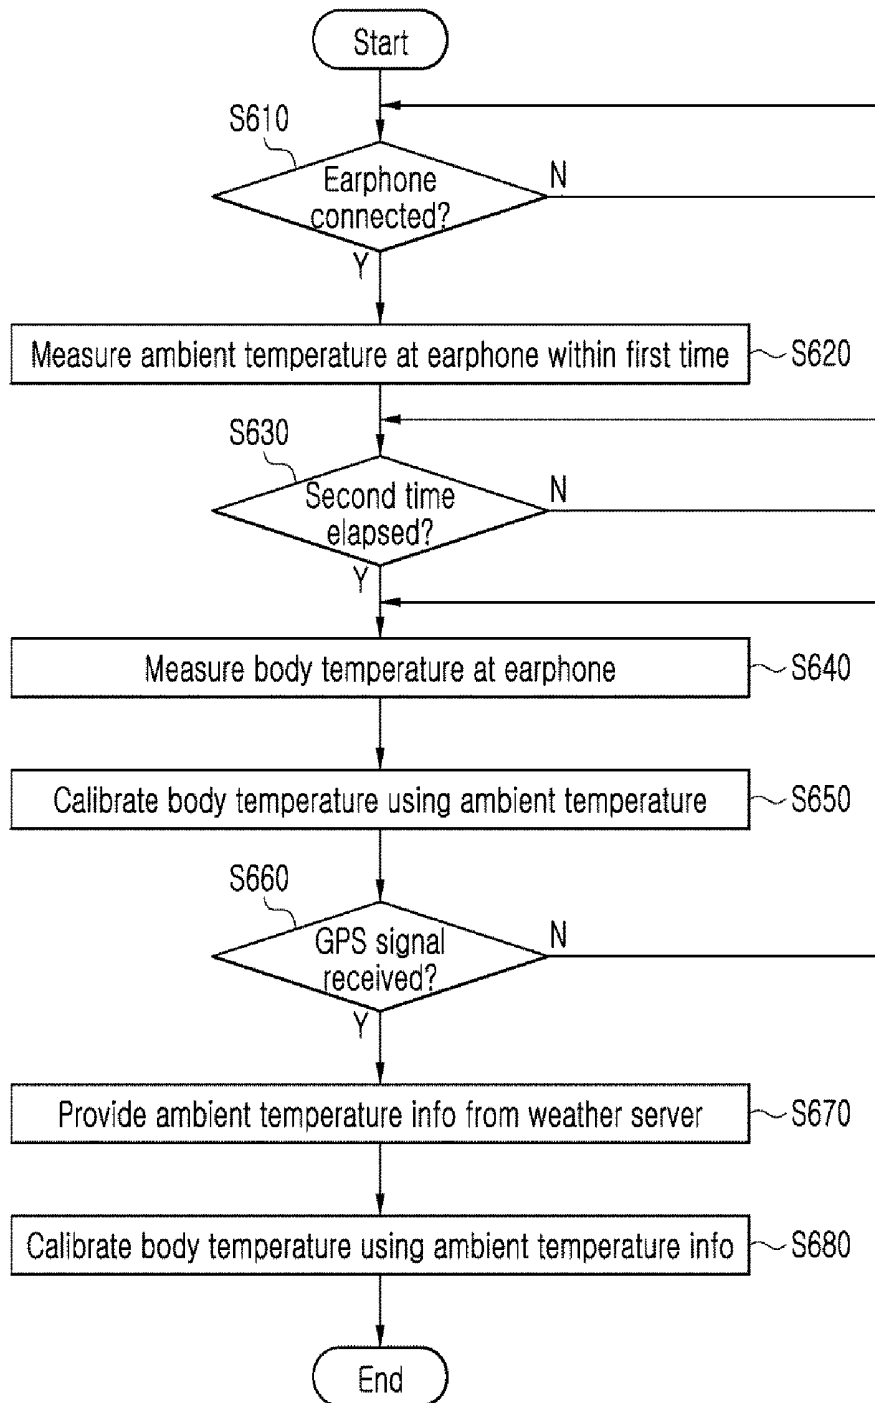 Start
S610
Earphone
connected?
N
Y
Measure ambient temperature at earphone within first time
S620
S630
Second time
elapsed?
N
Y
Measure body temperature at earphone
S640
Calibrate body temperature using ambient temperature
S650
S660
GPS signal
received?
N
Y
Provide ambient temperature info from weather server
S670
Calibrate body temperature using ambient temperature info
S680
End